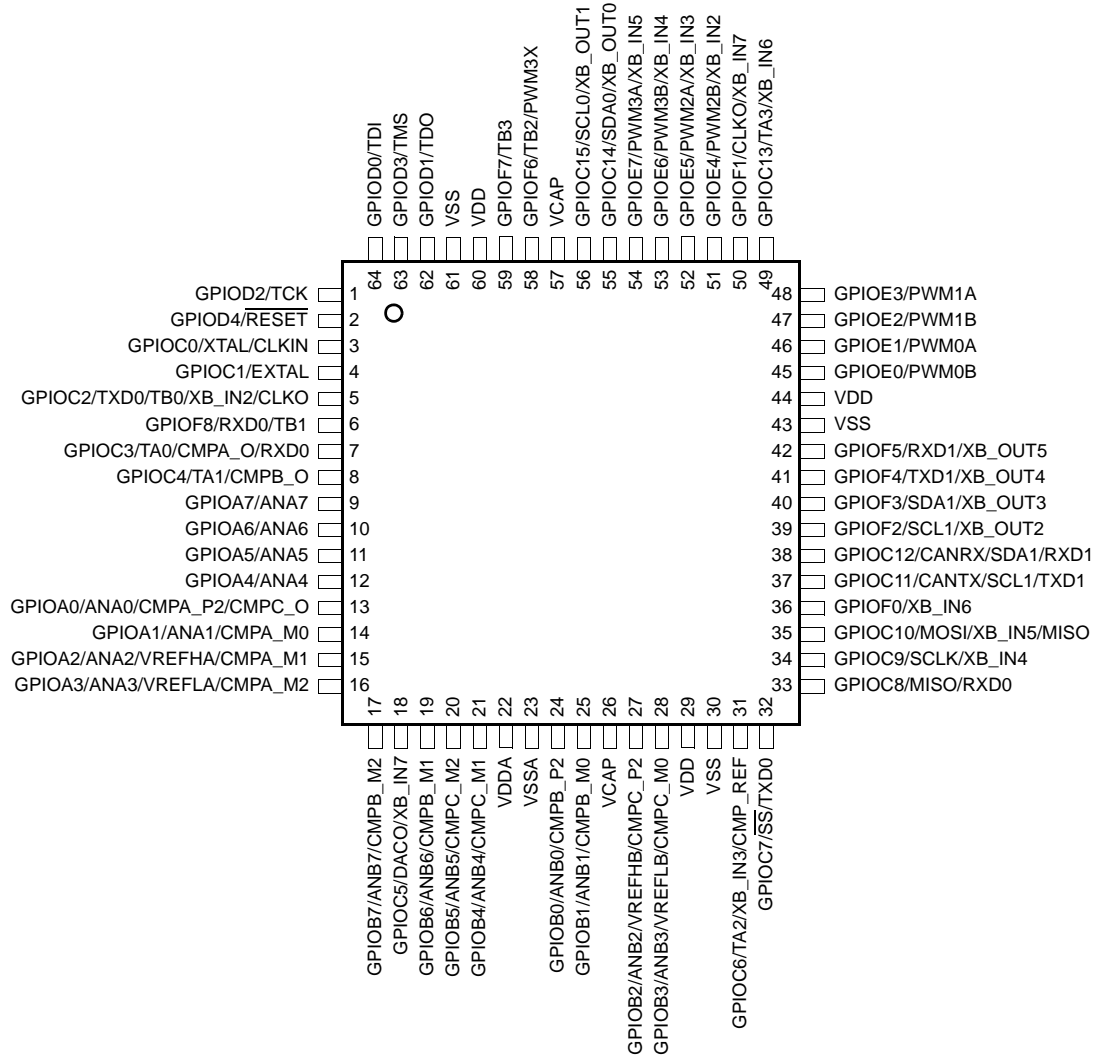 GPIOD0/TDI
GPIOD3/TMS
GPIOD1/TDO
VSS
VDD
GPIOF7/TB3
GPIOF6/TB2/PWM3X
VCAP
GPIOC15/SCL0/XB_OUT1
GPIOC14/SDA0/XB_OUT0
GPIOE7/PWM3A/XB_IN5
GPIOE6/PWM3B/XB_IN4
GPIOE5/PWM2A/XB_IN3
GPIOE4/PWM2B/XB_IN2
GPIOF1/CLKO/XB_IN7
GPIOC13/TA3/XB_IN6
64
63
62
61
60
59
58
57
56
55
54
53
52
51
50
49
GPIOD2/TCK 1
GPIOD4/RESET 2
GPIOC0/XTAL/CLKIN 3
GPIOC1/EXTAL 4
GPIOC2/TXD0/TB0/XB_IN2/CLKO 5
GPIOF8/RXD0/TB1 6
GPIOC3/TA0/CMPA_O/RXD0 7
GPIOC4/TA1/CMPB_O 8
GPIOA7/ANA7 9
GPIOA6/ANA6 10
GPIOA5/ANA5 11
GPIOA4/ANA4 12
GPIOA0/ANA0/CMPA_P2/CMPC_O 13
GPIOA1/ANA1/CMPA_M0 14
GPIOA2/ANA2/VREFHA/CMPA_M1 15
GPIOA3/ANA3/VREFLA/CMPA_M2 16
48 GPIOE3/PWM1A
47 GPIOE2/PWM1B
46 GPIOE1/PWM0A
45 GPIOE0/PWM0B
44 VDD
43 VSS
42 GPIOF5/RXD1/XB_OUT5
41 GPIOF4/TXD1/XB_OUT4
40 GPIOF3/SDA1/XB_OUT3
39 GPIOF2/SCL1/XB_OUT2
38 GPIOC12/CANRX/SDA1/RXD1
37 GPIOC11/CANTX/SCL1/TXD1
36 GPIOF0/XB_IN6
35 GPIOC10/MOSI/XB_IN5/MISO
34 GPIOC9/SCLK/XB_IN4
33 GPIOC8/MISO/RXD0
17
18
19
20
21
22
23
24
25
26
27
28
29
30
31
32
GPIOB7/ANB7/CMPB_M2
GPIOC5/DACO/XB_IN7
GPIOB6/ANB6/CMPB_M1
GPIOB5/ANB5/CMPC_M2
GPIOB4/ANB4/CMPC_M1
VDDA
VSSA
GPIOB0/ANB0/CMPB_P2
GPIOB1/ANB1/CMPB_M0
VCAP
GPIOB2/ANB2/VREFHB/CMPC_P2
GPIOB3/ANB3/VREFLB/CMPC_M0
VDD
VSS
GPIOC6/TA2/XB_IN3/CMP_REF
GPIOC7/SS/TXD0